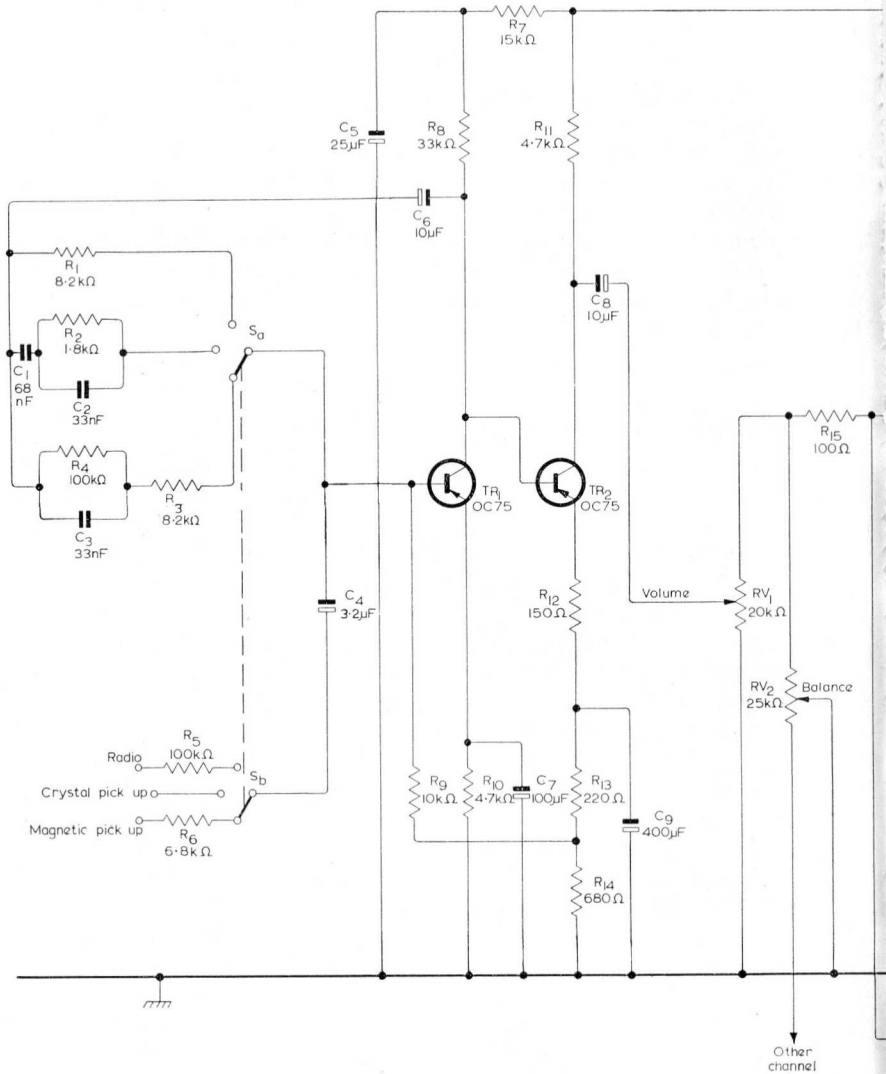 R7
15kΩ
C5
25µF
R8
33kΩ
R11
4·7kΩ
C6
10µF
R1
8·2kΩ
C8
10µF
R2
1·8kΩ
Sa
C1
68
nF
C2
33nF
R15
100Ω
R4
100kΩ
R3
8·2kΩ
TR1
OC75
TR2
OC75
C3
33nF
C4
3·2µF
R12
150Ω
Volume
RV1
20kΩ
RV2
25kΩ
Balance
R5
100kΩ
Radio
Sb
Crystal pick up
Magnetic pick up
R6
6·8kΩ
R9
10kΩ
R10
4·7kΩ
C7
100µF
R13
220Ω
C9
400µF
R14
680Ω
Other
channel